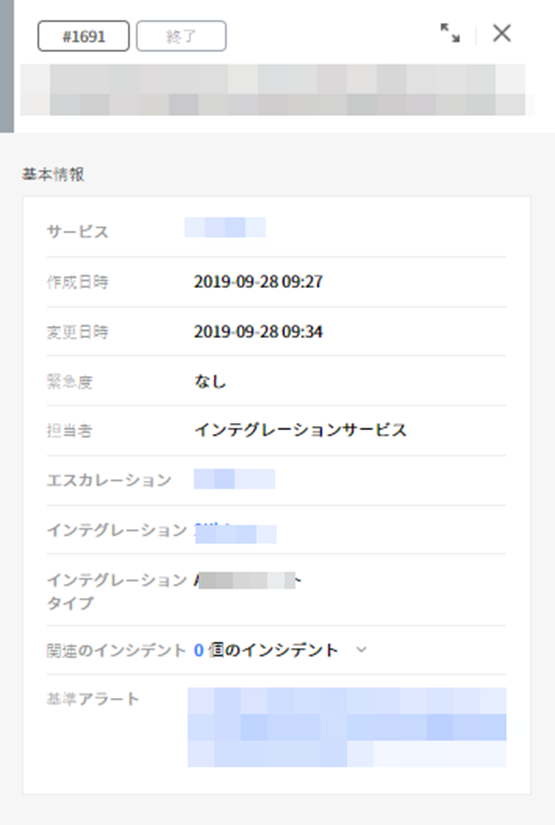 #1691 終了
基本情報
サービス
作成日時 2019-09-28 09:27
変更日時 2019-09-28 09:34
緊急度 なし
担当者 インテグレーションサービス
エスカレーション
インテグレーション
インテグレーション
タイプ
関連のインシデント 0 個のインシデント
基準アラート